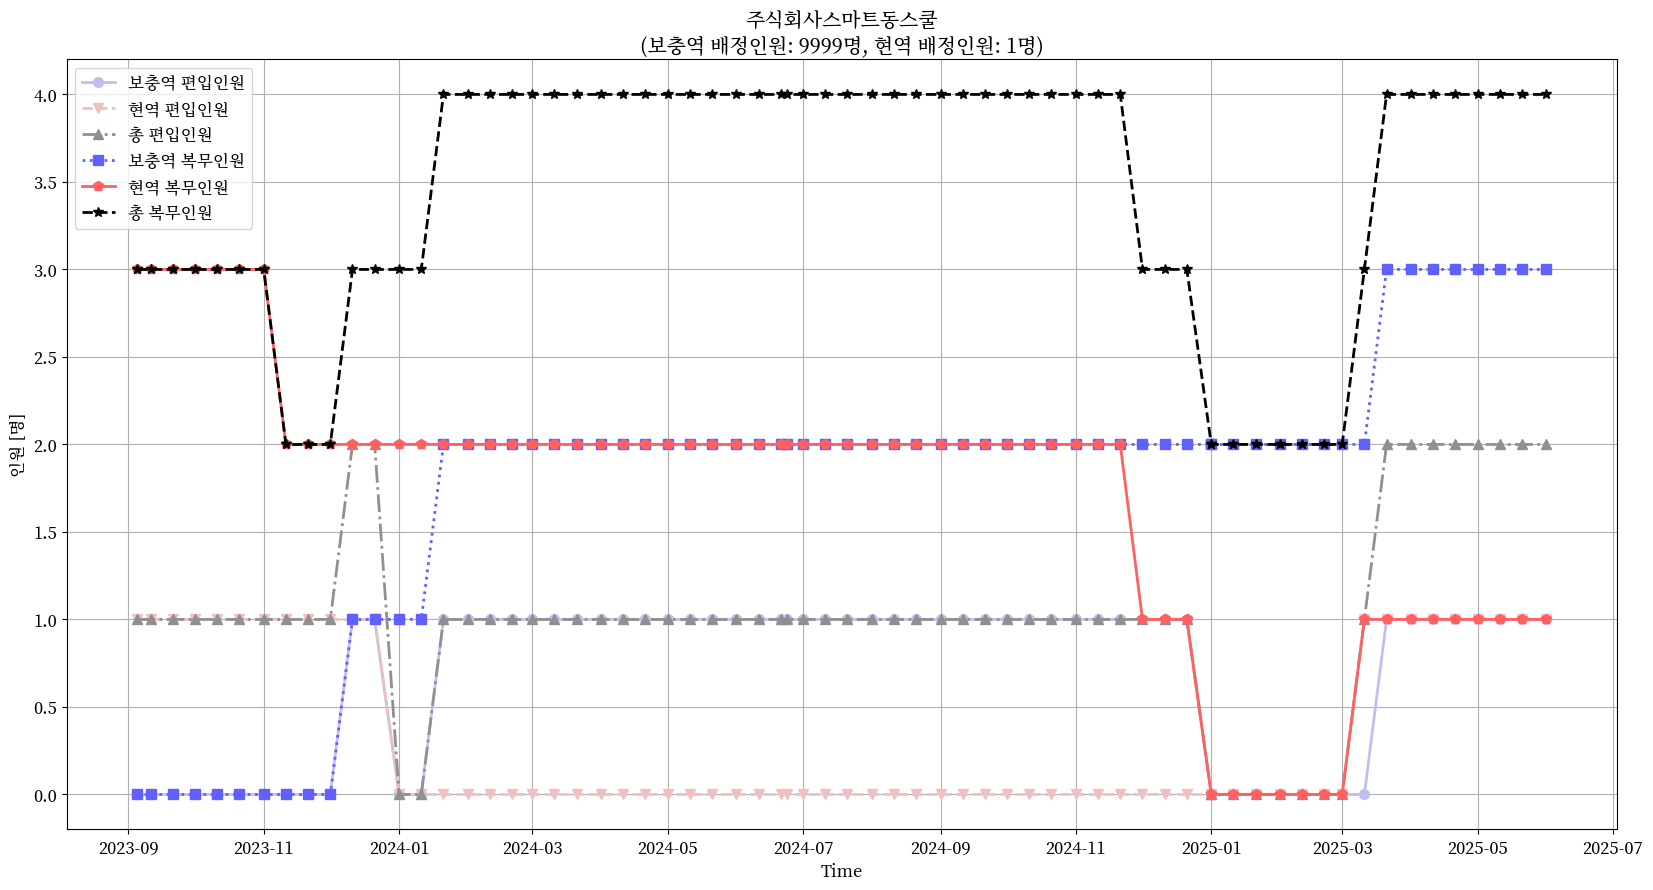 주식회사스마트동스쿨
(보충역 배정인원: 9999명, 현역 배정인원: 1명)
보충역 편입인원
현역 편입인원
총 편입인원
보충역 복무인원
현역 복무인원
총 복무인원
4.0
3.5
3.0
2.5
2.0
1.5
1.0
0.5
0.0
인원 [명]
2023-09
2023-11
2024-01
2024-03
2024-05
2024-07
2024-09
2024-11
2025-01
2025-03
2025-05
2025-07
Time